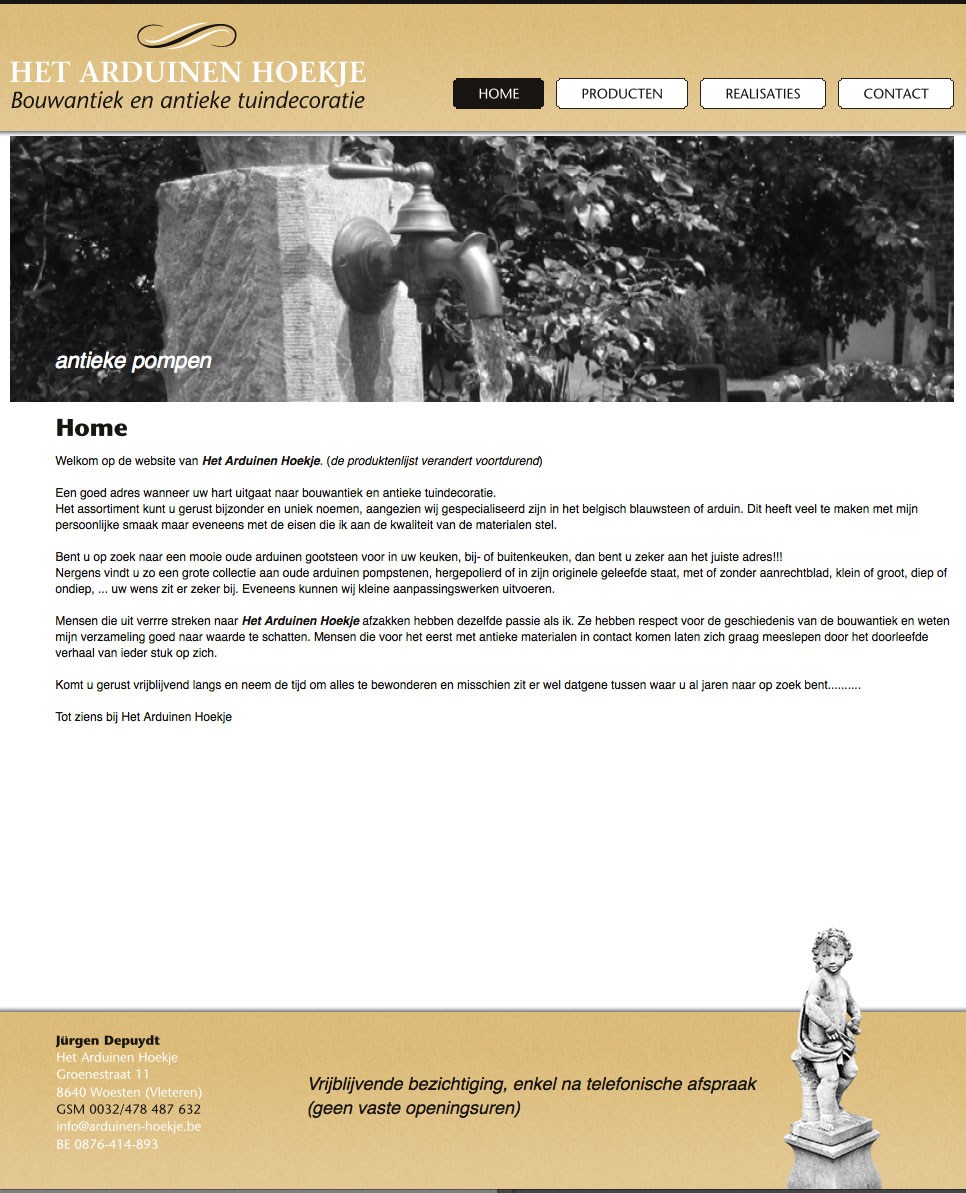 HET ARDUINEN HOEKJE
Bouwantiek en antieke tuindecoratie
HOME
PRODUCTEN
REALISATIES
CONTACT
antieke pompen
Home
Welkom op de website van Het Arduinen Hoekje. (de produktenlijst verandert voortdurend)
Een goed adres wanneer uw hart uitgaat naar bouwantiek en antieke tuindecoratie.
Het assortiment kunt u gerust bijzonder en uniek noemen, aangezien wij gespecialiseerd zijn in het belgisch blauwsteen of arduin. Dit heeft veel te maken met mijn
persoonlijke smaak maar eveneens met de eisen die ik aan de kwaliteit van de materialen stel.
Bent u op zoek naar een mooie oude arduinen gootsteen voor in uw keuken, bij- of buitenkeuken, dan bent u zeker aan het juiste adres!!!
Nergens vindt u zo een grote collectie aan oude arduinen pompstenen, hergepolierd of in zijn originele geleefde staat, met of zonder aanrechtblad, klein of groot, diep of
ondiep, ... uw wens zit er zeker bij. Eveneens kunnen wij kleine aanpassingswerken uitvoeren.
Mensen die uit verrre streken naar Het Arduinen Hoekje afzakken hebben dezelfde passie als ik. Ze hebben respect voor de geschiedenis van de bouwantiek en weten
mijn verzameling goed naar waarde te schatten. Mensen die voor het eerst met antieke materialen in contact komen laten zich graag meeslepen door het doorleefde
verhaal van ieder stuk op zich.
Komt u gerust vrijblijvend langs en neem de tijd om alles te bewonderen en misschien zit er wel datgene tussen waar u al jaren naar op zoek bent..........
Tot ziens bij Het Arduinen Hoekje
Jürgen Depuydt
Het Arduinen Hoekje
Groenestraat 11
8640 Woesten (Vleteren)
GSM 0032/478 487 632
info@arduinen-hoekje.be
BE 0876-414-893
Vrijblijvende bezichtiging, enkel na telefonische afspraak
(geen vaste openingsuren)